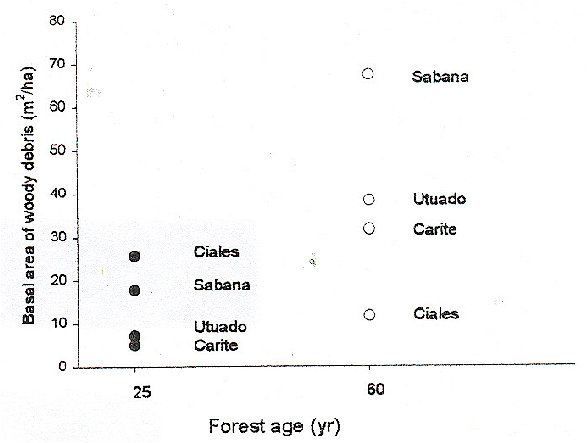 80
70
60
50
40
30
20
10
0
Basal area of woody debris (m²/ha)
Sabana
Utuado
Carite
Ciales
Ciales
Sabana
Utuado
Carite
25
60
Forest age (yr)